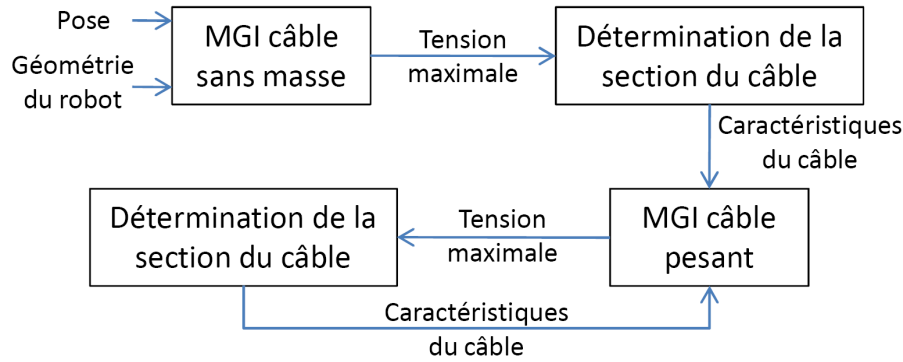 Pose
Géométrie
du robot
MGI câble
sans masse
Tension
maximale
Détermination de la
section du câble
Caractéristiques
du câble
MGI câble
pesant
Tension
maximale
Détermination de la
section du câble
Caractéristiques
du câble